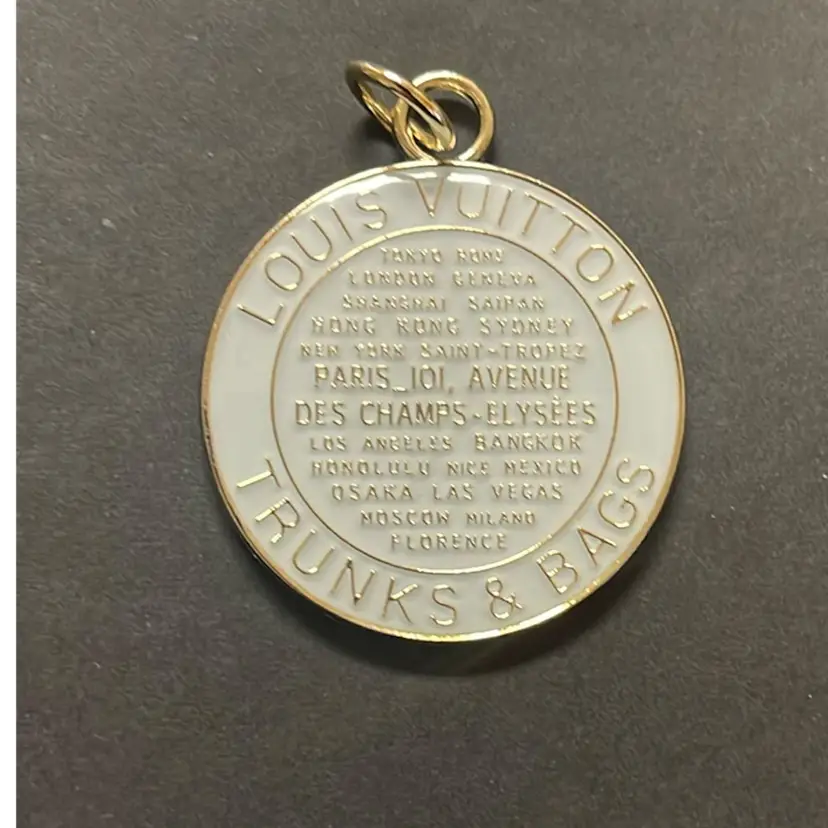 LOUIS VUITTON
TOKYO ROME
LONDON GENEVA
SHANGHAI SAIPAN
HONG KONG SYDNEY
NEW YORK SAINT-TROPEZ
PARIS_101, AVENUE
DES CHAMPS-ELYSÉES
LOS ANGELES BANGKOK
HONOLULU NICE MEXICO
OSAKA LAS VEGAS
MOSCOW MILANO
FLORENCE
TRUNKS & BAGS